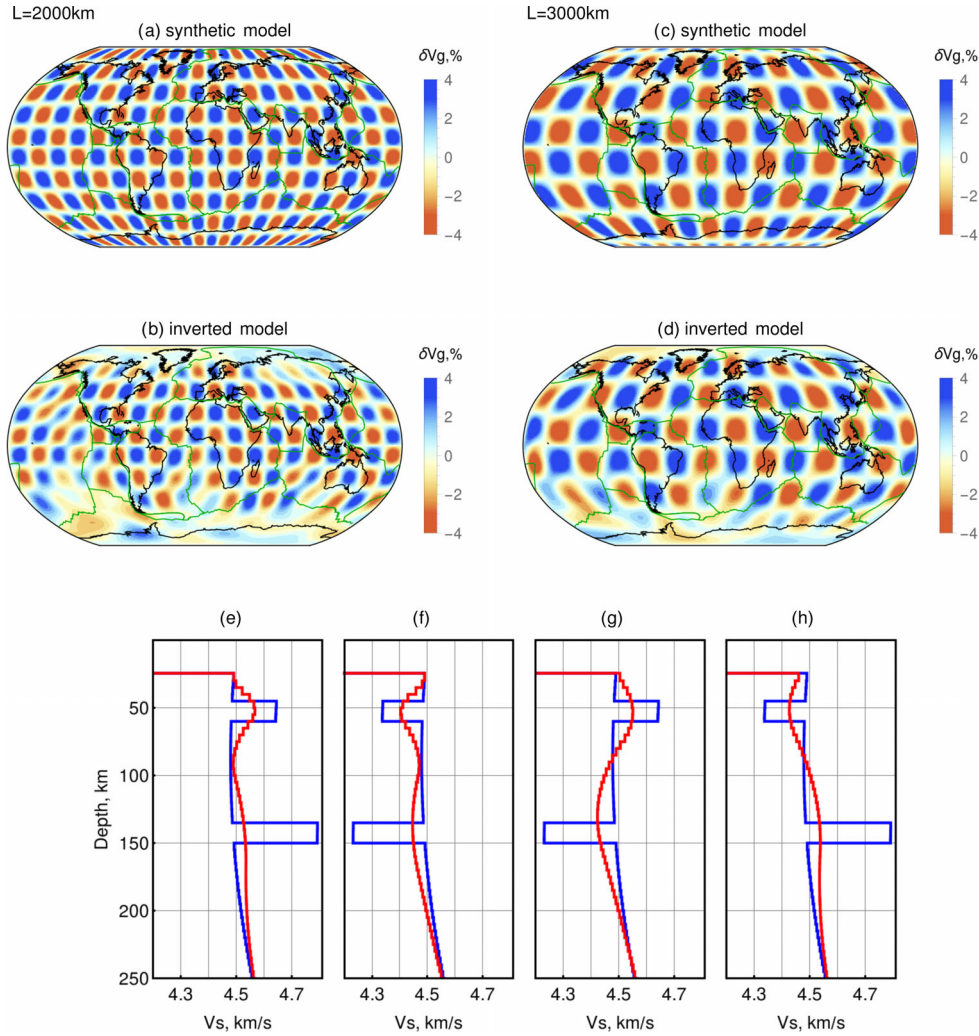 L=2000km
L=3000km
(a) synthetic model
(c) synthetic model
δVg,%
4
2
0
−2
−4
δVg,%
4
2
0
−2
−4
(b) inverted model
(d) inverted model
δVg,%
4
2
0
−2
−4
δVg,%
4
2
0
−2
−4
(e) (f) (g) (h)
Depth, km
50
100
150
200
250
4.3 4.5 4.7 4.3 4.5 4.7 4.3 4.5 4.7 4.3 4.5 4.7
Vs, km/s Vs, km/s Vs, km/s Vs, km/s